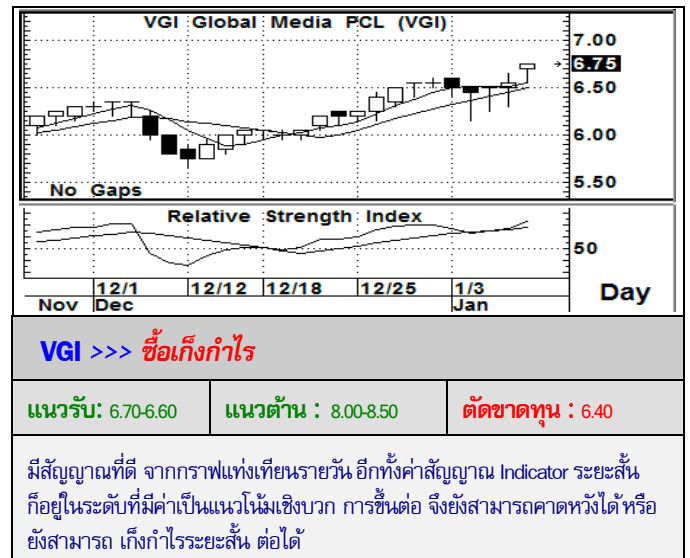 VGI Global Media PCL (VGI)
7.00
6.75
6.50
6.00
5.50
No Gaps
Relative Strength Index
50
12/1 12/12 12/18 12/25 1/3
Nov Dec Jan
Day
VGI >>> ซื้อเก็งกำไร
แนวรับ: 6.70-6.60 แนวต้าน : 8.00-8.50 ตัดขาดทุน : 6.40
มีสัญญาณที่ดี จากกราฟแท่งเทียนรายวัน อีกทั้งค่าสัญญาณ Indicator ระยะสั้น
ก็อยู่ในระดับที่มีค่าเป็นแนวโน้มเชิงบวก การขึ้นต่อ จึงยังสามารถคาดหวังได้ หรือ
ยังสามารถ เก็งกำไรระยะสั้น ต่อได้